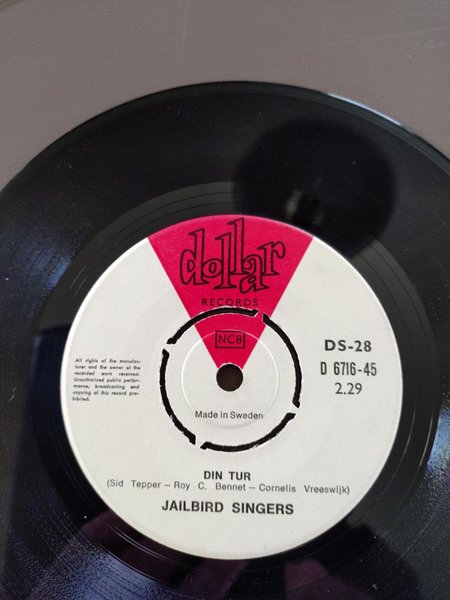 dollar
RECORDS
NCB
DS-28
D 6716-45
2.29
All rights of the manufac-
turer and the owner of the
recorded work reserved.
Unauthorized public perfor-
mance, broadcasting and
copying of this record pro-
hibited.
Made in Sweden
DIN TUR
(Sid Tepper – Roy C. Bennet – Cornelis Vreeswijk)
JAILBIRD SINGERS